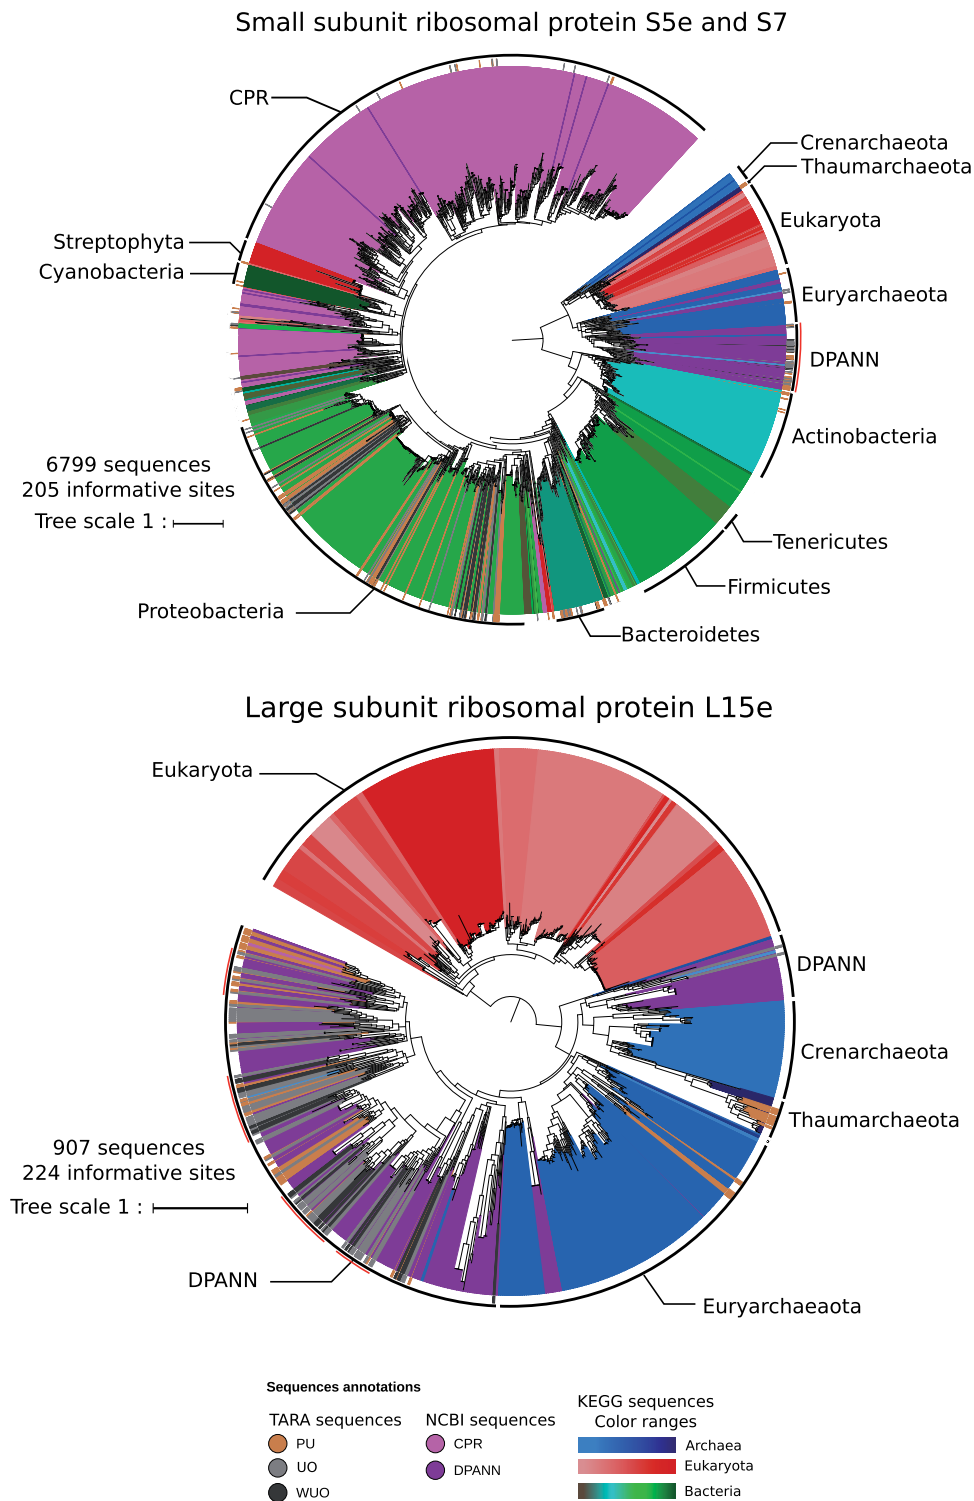 Small subunit ribosomal protein S5e and S7
CPR
Crenarchaeota
Thaumarchaeota
Eukaryota
Streptophyta
Cyanobacteria
Euryarchaeota
DPANN
Actinobacteria
6799 sequences
205 informative sites
Tree scale 1 :
Tenericutes
Firmicutes
Proteobacteria
Bacteroidetes
Large subunit ribosomal protein L15e
Eukaryota
DPANN
Crenarchaeota
Thaumarchaeota
907 sequences
224 informative sites
Tree scale 1 :
DPANN
Euryarchaeaota
Sequences annotations
TARA sequences
PU
UO
WUO
NCBI sequences
CPR
DPANN
KEGG sequences
Color ranges
Archaea
Eukaryota
Bacteria